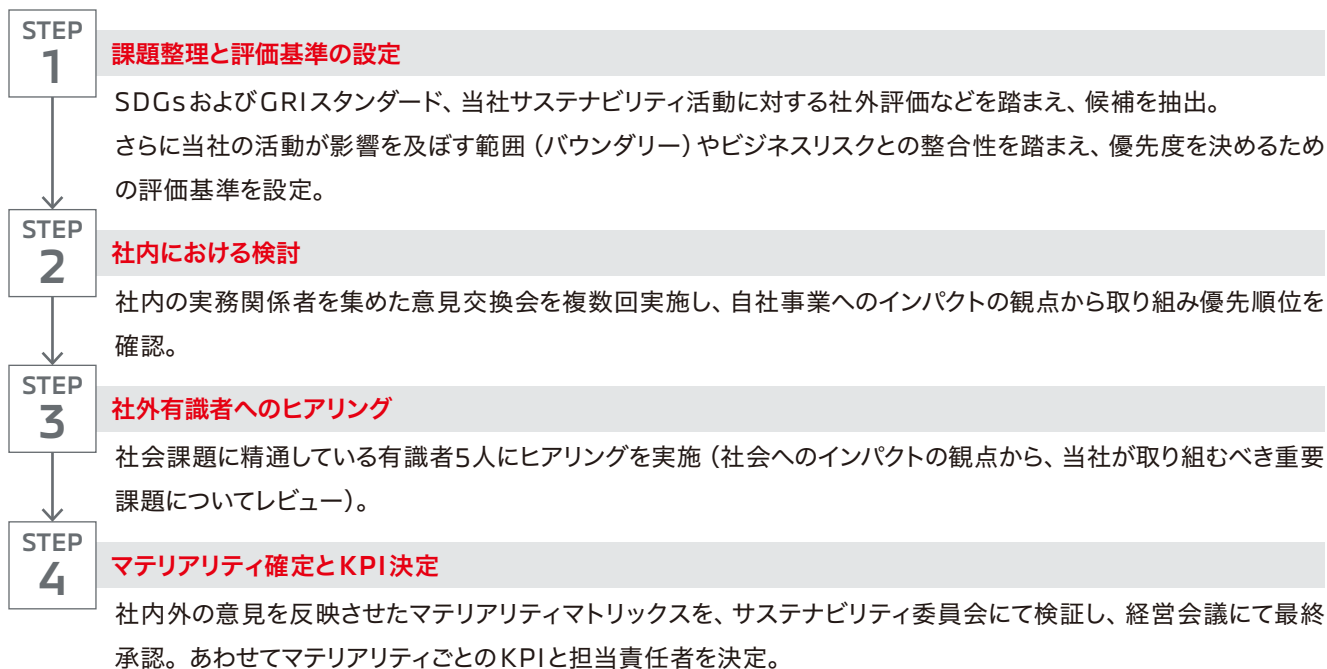 STEP
1
課題整理と評価基準の設定
SDGsおよびGRIスタンダード、当社サステナビリティ活動に対する社外評価などを踏まえ、候補を抽出。
さらに当社の活動が影響を及ぼす範囲（バウンダリー）やビジネスリスクとの整合性を踏まえ、優先度を決めるため
の評価基準を設定。
STEP
2
社内における検討
社内の実務関係者を集めた意見交換会を複数回実施し、自社事業へのインパクトの観点から取り組み優先順位を
確認。
STEP
3
社外有識者へのヒアリング
社会課題に精通している有識者5人にヒアリングを実施（社会へのインパクトの観点から、当社が取り組むべき重要
課題についてレビュー）。
STEP
4
マテリアリティ確定とKPI決定
社内外の意見を反映させたマテリアリティマトリックスを、サステナビリティ委員会にて検証し、経営会議にて最終
承認。あわせてマテリアリティごとのKPIと担当責任者を決定。